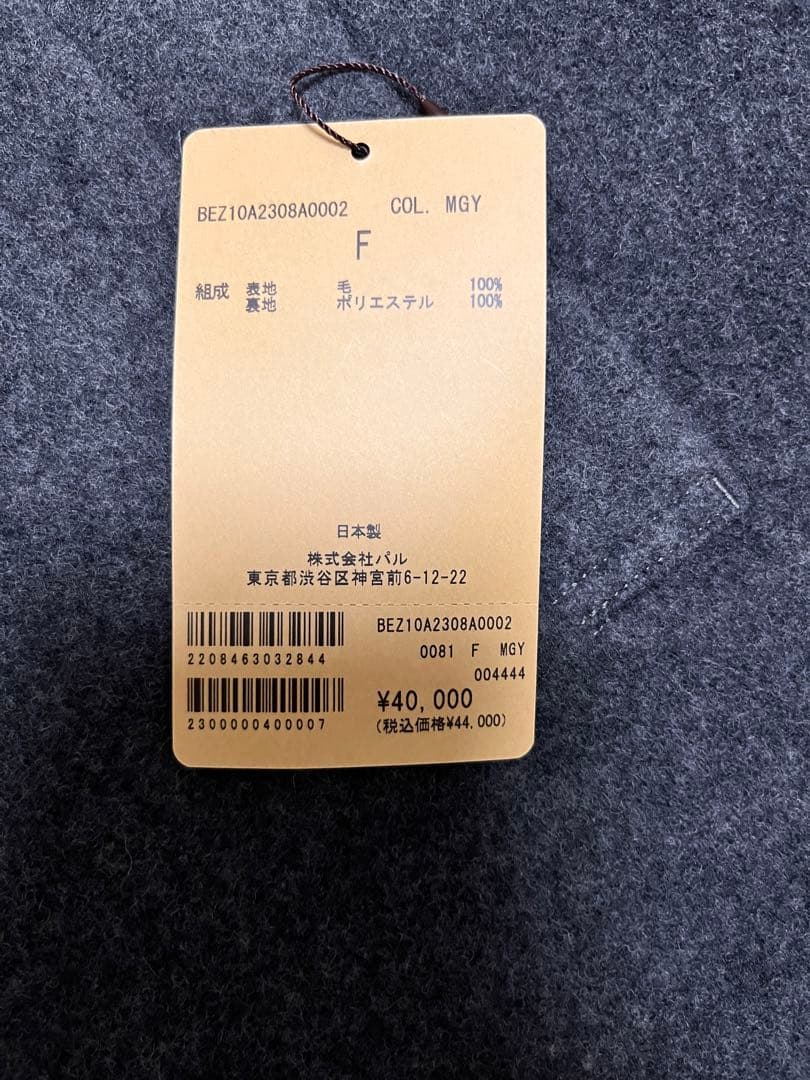 BEZ10A2308A0002 COL. MGY
F
組成 表地 毛 100%
裏地 ポリエステル 100%
日本製
株式会社パル
東京都渋谷区神宮前6-12-22
BEZ10A2308A0002
0081 F MGY
2208463032844
004444
¥40,000
2300000400007
(税込価格¥44,000)